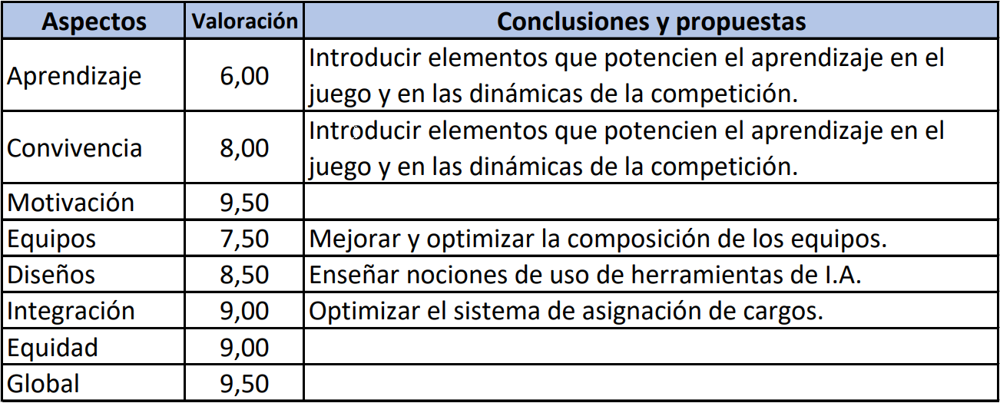 Aspectos Valoración Conclusiones y propuestas
Aprendizaje 6,00 Introducir elementos que potencien el aprendizaje en el
juego y en las dinámicas de la competición.
Convivencia 8,00 Introducir elementos que potencien el aprendizaje en el
juego y en las dinámicas de la competición.
Motivación 9,50
Equipos 7,50 Mejorar y optimizar la composición de los equipos.
Diseños 8,50 Enseñar nociones de uso de herramientas de I.A.
Integración 9,00 Optimizar el sistema de asignación de cargos.
Equidad 9,00
Global 9,50